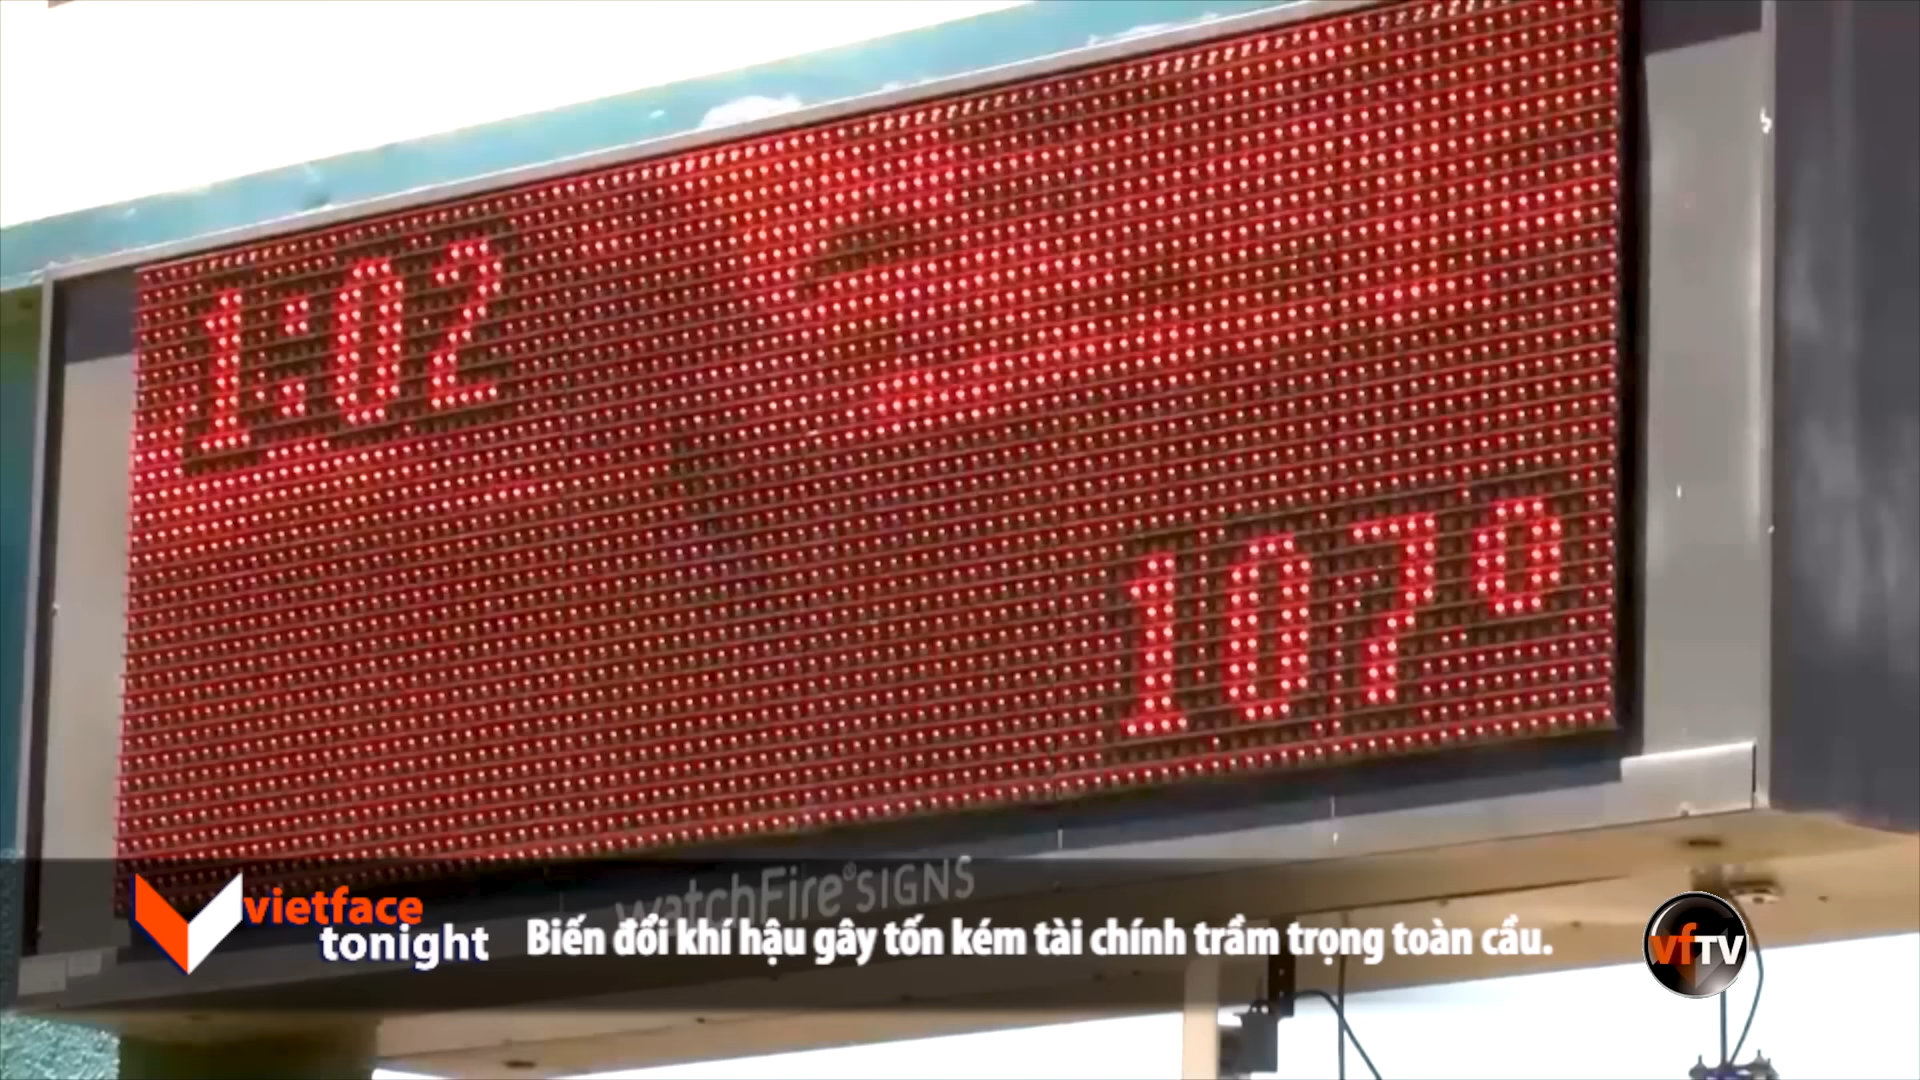 1:02
107°
watchFire®SIGNS
vietface
tonight
Biến đổi khí hậu gây tốn kém tài chính trầm trọng toàn cầu.
vfTV